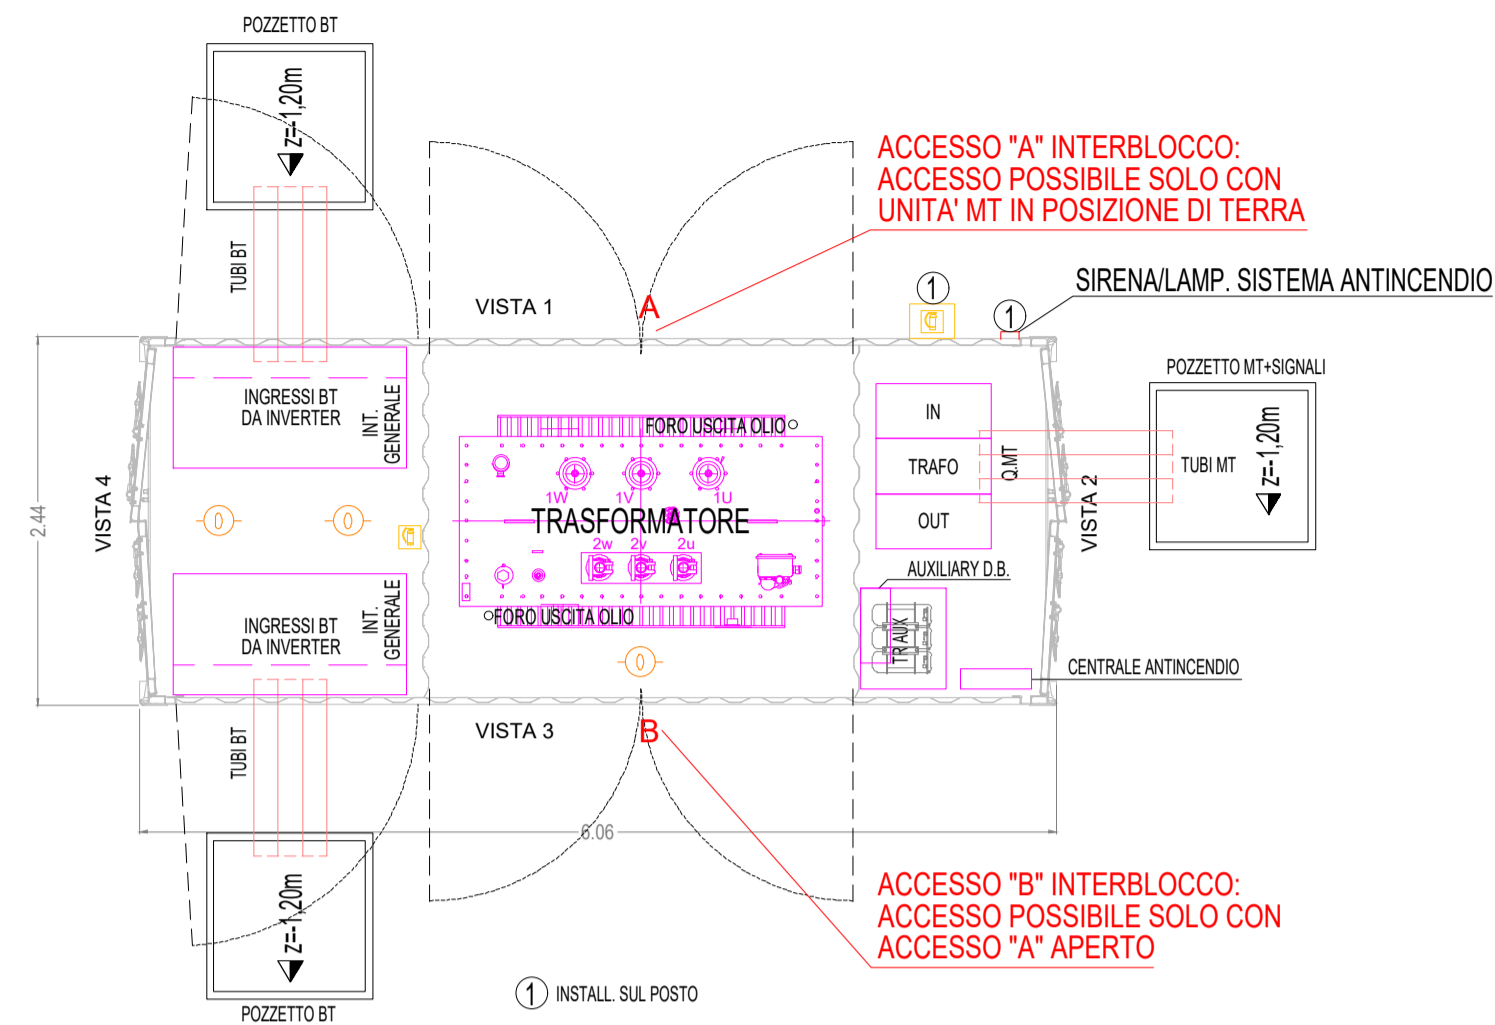 POZZETTO BT
z=-1,20m
TUBI BT
ACCESSO "A" INTERBLOCCO:
ACCESSO POSSIBILE SOLO CON
UNITA' MT IN POSIZIONE DI TERRA
VISTA 1
A
1
1
SIRENA/LAMP. SISTEMA ANTINCENDIO
POZZETTO MT+SIGNALI
2.44
VISTA 4
INGRESSI BT
DA INVERTER
INT.
GENERALE
FORO USCITA OLIO
IN
TRAFO
OUT
Q.MT
TUBI MT
z=-1,20m
VISTA 2
1W
1V
1U
TRASFORMATORE
2w
2v
2u
AUXILIARY D.B.
TR AUX
INGRESSI BT
DA INVERTER
INT.
GENERALE
FORO USCITA OLIO
CENTRALE ANTINCENDIO
VISTA 3
B
TUBI BT
6.06
z=-1,20m
POZZETTO BT
ACCESSO "B" INTERBLOCCO:
ACCESSO POSSIBILE SOLO CON
ACCESSO "A" APERTO
1 INSTALL. SUL POSTO